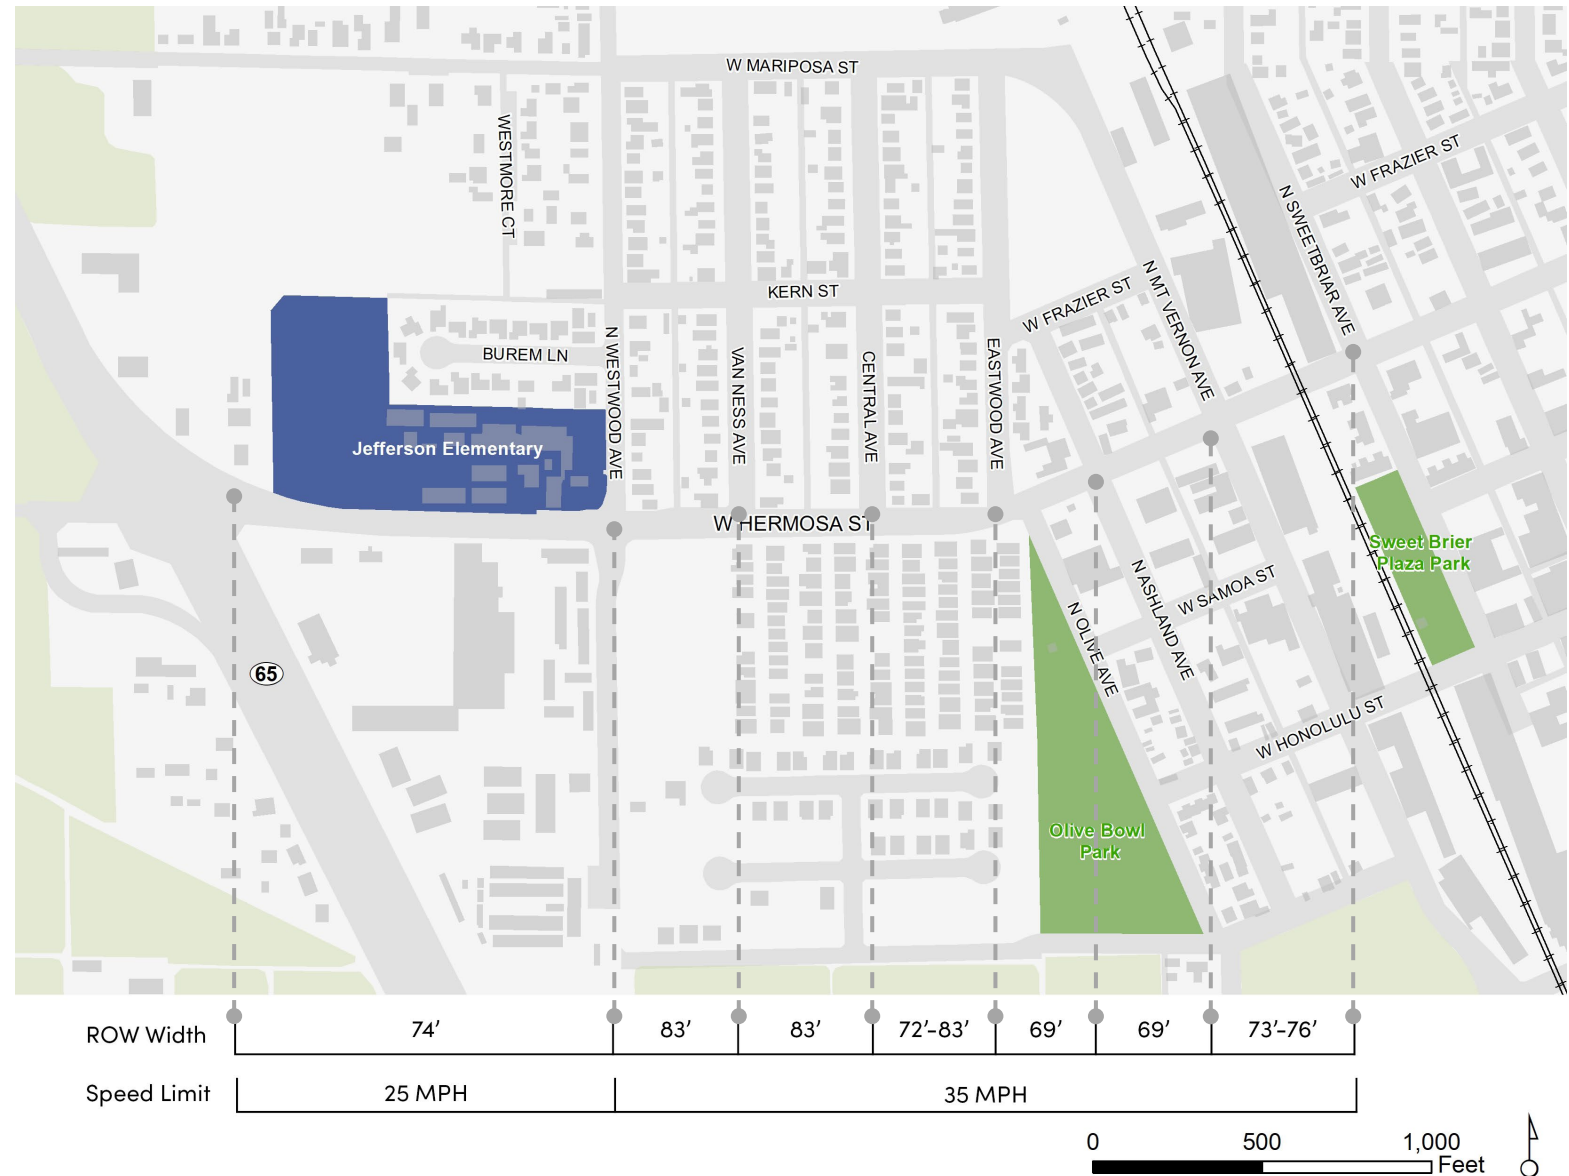 W MARIPOSA ST
WESTMORE CT
W FRAZIER ST
N SWEETBRIAR AVE
KERN ST
W FRAZIER ST
N MT VERNON AVE
BUREM LN
N WESTWOOD AVE
VAN NESS AVE
CENTRAL AVE
EASTWOOD AVE
Jefferson Elementary
W HERMOSA ST
Sweet Brier
Plaza Park
N OLIVE AVE
N ASHLAND AVE
W SAMOA ST
65
W HONOLULU ST
Olive Bowl
Park
ROW Width 74’ 83’ 83’ 72’-83’ 69’ 69’ 73’-76’
Speed Limit 25 MPH 35 MPH
0 500 1,000
Feet